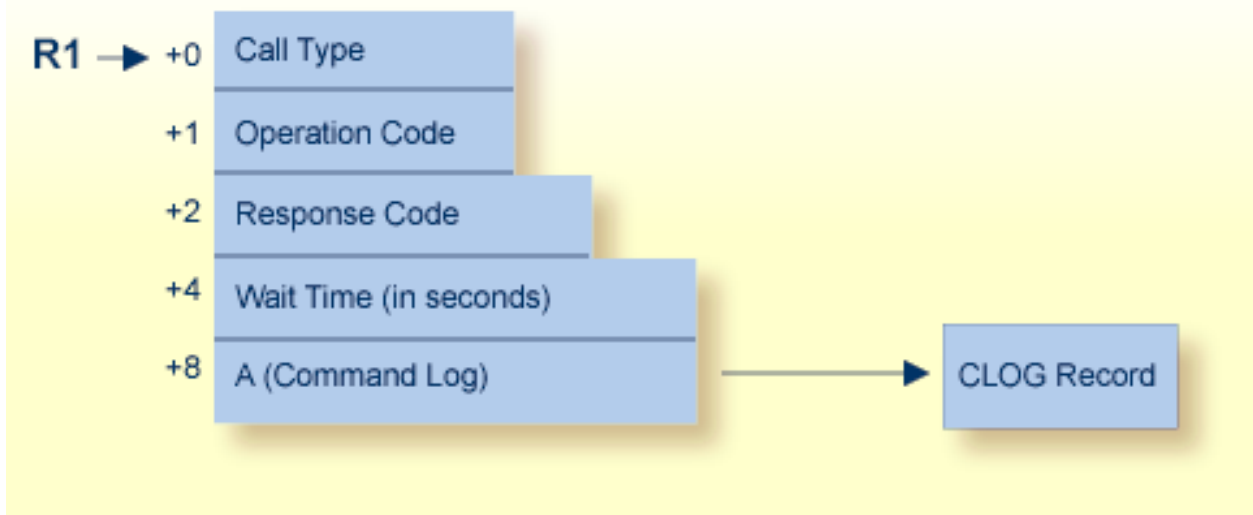 R1 +0 Call Type
+1 Operation Code
+2 Response Code
+4 Wait Time (in seconds)
+8 A (Command Log) CLOG Record